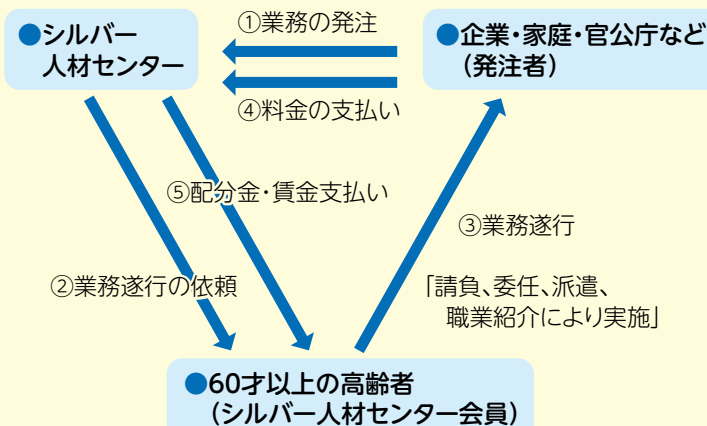 ●シルバー
人材センター
①業務の発注
④料金の支払い
●企業・家庭・官公庁など
（発注者）
⑤配分金・賃金支払い
③業務遂行
②業務遂行の依頼
「請負、委任、派遣、
職業紹介により実施」
●60才以上の高齢者
（シルバー人材センター会員）